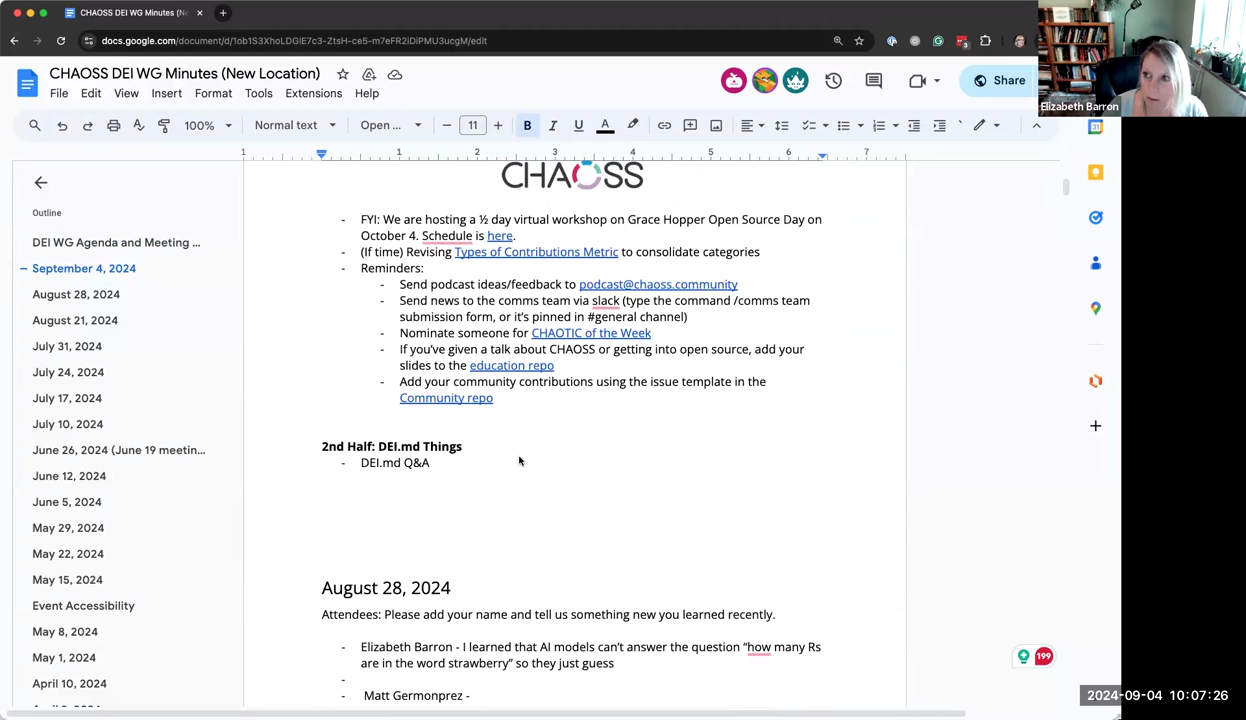 CHAOSS DEI WG Minutes (Ne
docs.google.com/document/d/1ob1S3XhoLDGlE7c3-ZtsH-ce5-m7eFR2iDiPMU3ucgM/edit
CHAOSS DEI WG Minutes (New Location)
File Edit View Insert Format Tools Extensions Help
Share
Elizabeth Barron
100% Normal text Open ... 11 B I U A
1 1 2 3 4 5 6 7
Outline
DEI WG Agenda and Meeting ...
September 4, 2024
August 28, 2024
August 21, 2024
July 31, 2024
July 24, 2024
July 17, 2024
July 10, 2024
June 26, 2024 (June 19 meetin...
June 12, 2024
June 5, 2024
May 29, 2024
May 22, 2024
May 15, 2024
Event Accessibility
May 8, 2024
May 1, 2024
April 10, 2024
CHAOSS
- FYI: We are hosting a ½ day virtual workshop on Grace Hopper Open Source Day on
October 4. Schedule is here.
- (If time) Revising Types of Contributions Metric to consolidate categories
- Reminders:
- Send podcast ideas/feedback to podcast@chaoss.community
- Send news to the comms team via slack (type the command /comms team
submission form, or it's pinned in #general channel)
- Nominate someone for CHAOTIC of the Week
- If you've given a talk about CHAOSS or getting into open source, add your
slides to the education repo
- Add your community contributions using the issue template in the
Community repo
2nd Half: DEI.md Things
- DEI.md Q&A
August 28, 2024
Attendees: Please add your name and tell us something new you learned recently.
- Elizabeth Barron - I learned that AI models can't answer the question "how many Rs
are in the word strawberry" so they just guess
-
- Matt Germonprez -
199
2024-09-04 10:07:26